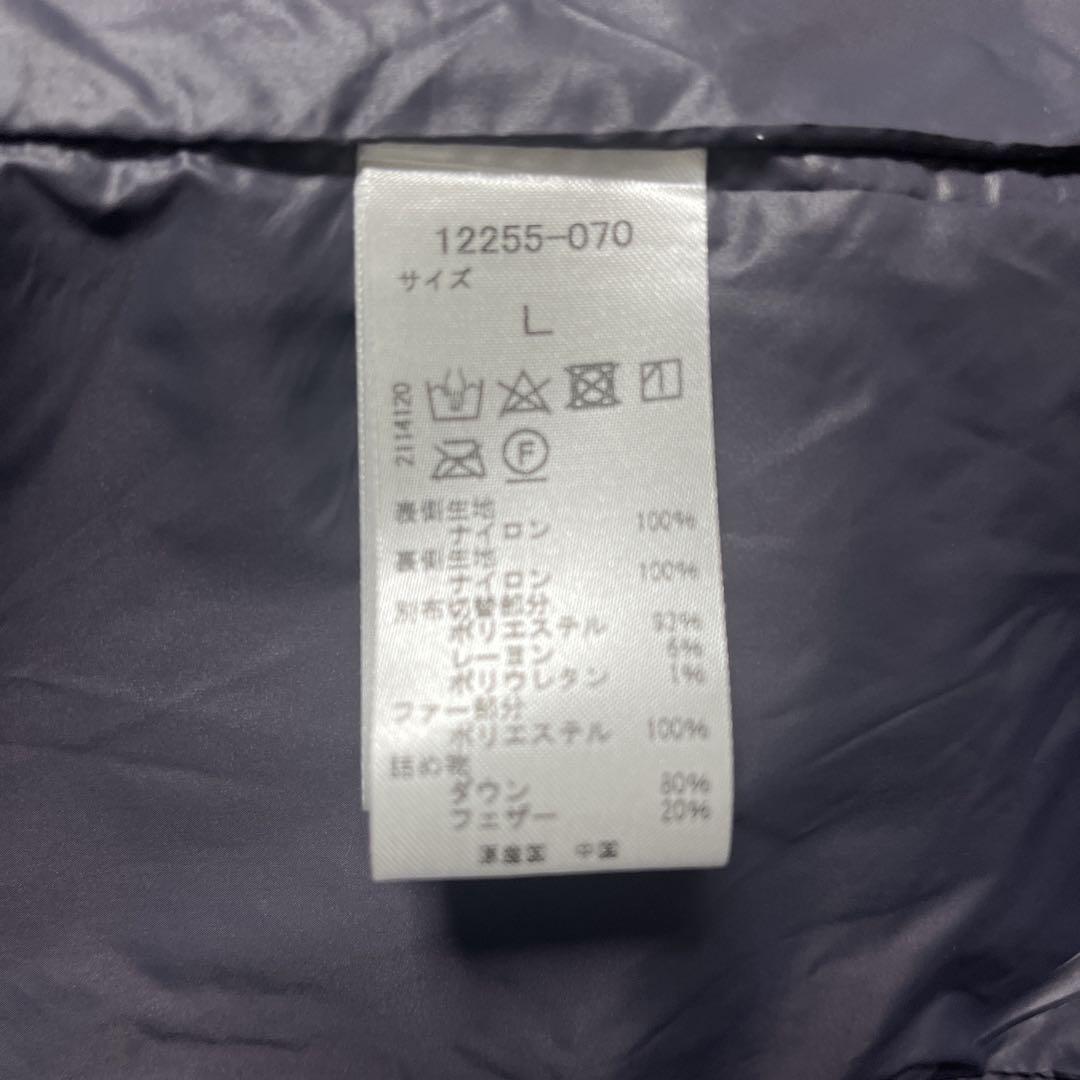 12255-070
サイズ
L
2114120
F
表側生地
ナイロン 100%
裏側生地
ナイロン 100%
別布切替部分
ポリエステル 93%
レーヨン 6%
ポリウレタン 1%
ファー部分
ポリエステル 100%
詰め物
ダウン 80%
フェザー 20%
原産国 中国